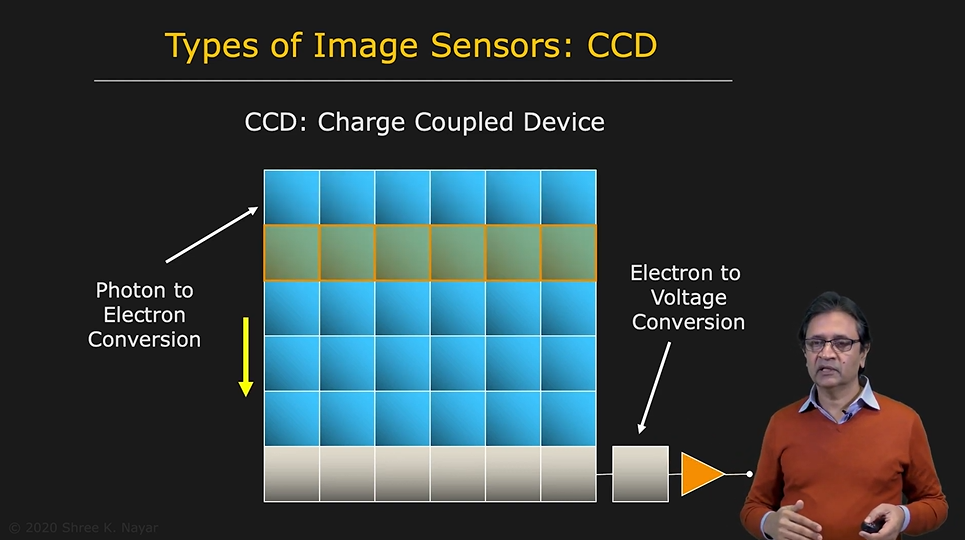 Types of Image Sensors: CCD
CCD: Charge Coupled Device
Photon to
Electron
Conversion
Electron to
Voltage
Conversion
© 2020 Shree K. Nayar